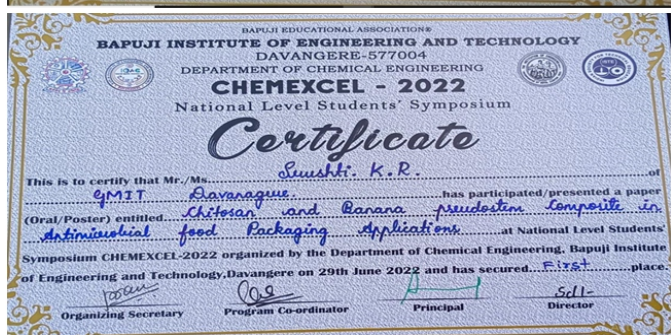 BAPUJI EDUCATIONAL ASSOCIATION®
BAPUJI INSTITUTE OF ENGINEERING AND TECHNOLOGY
DAVANGERE-577004
DEPARTMENT OF CHEMICAL ENGINEERING
CHEMEXCEL - 2022
National Level Students' Symposium
Certificate
This is to certify that Mr./Ms. K.R. of
GMIT Davanagere has participated/presented a paper
(Oral/Poster) entitled Chitosan and Banana pseudostem Composite in
Antimicrobial food Packaging Applications at National Level Students'
Symposium CHEMEXCEL-2022 organized by the Department of Chemical Engineering, Bapuji Institute
of Engineering and Technology,Davangere on 29th June 2022 and has secured First place.
Sd/-
Organizing Secretary Program Co-ordinator Principal Director